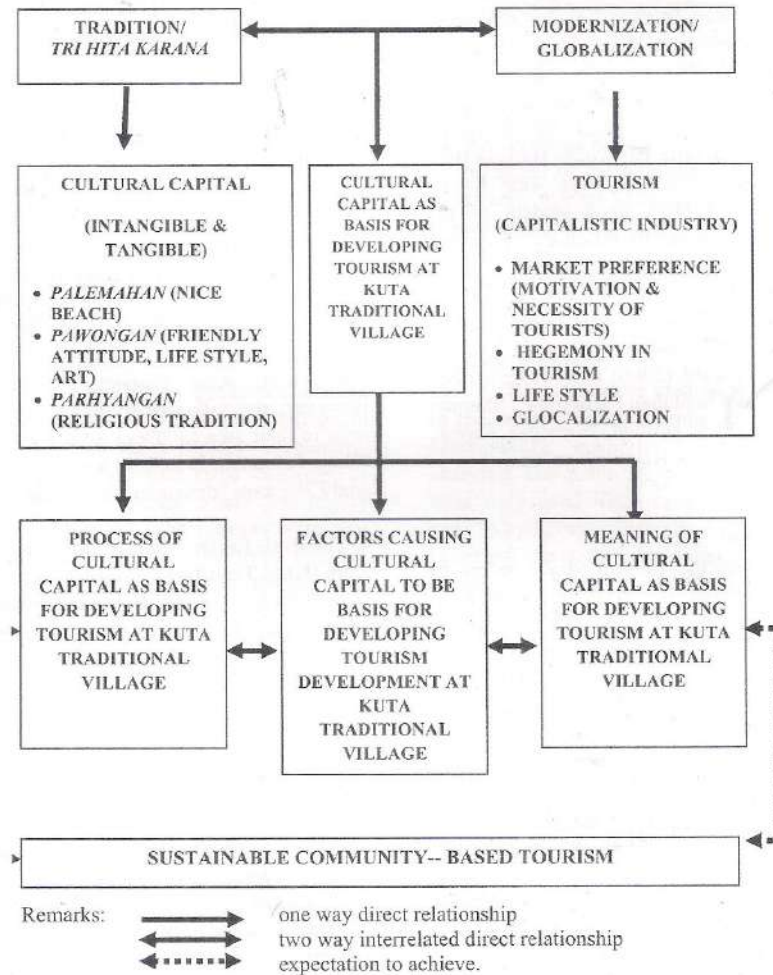 TRADITION/
TRI HITA KARANA
MODERNIZATION/
GLOBALIZATION
CULTURAL CAPITAL
(INTANGIBLE &
TANGIBLE)
• PALEMAHAN (NICE
BEACH)
• PAWONGAN (FRIENDLY
ATTITUDE, LIFE STYLE,
ART)
• PARHYANGAN
(RELIGIOUS TRADITION)
CULTURAL
CAPITAL AS
BASIS FOR
DEVELOPING
TOURISM AT
KUTA
TRADITIONAL
VILLAGE
TOURISM
(CAPITALISTIC INDUSTRY)
• MARKET PREFERENCE
(MOTIVATION &
NECESSITY OF
TOURISTS)
• HEGEMONY IN
TOURISM
• LIFE STYLE
• GLOCALIZATION
PROCESS OF
CULTURAL
CAPITAL AS BASIS
FOR DEVELOPING
TOURISM AT KUTA
TRADITIONAL
VILLAGE
FACTORS CAUSING
CULTURAL
CAPITAL TO BE
BASIS FOR
DEVELOPING
TOURISM
DEVELOPMENT AT
KUTA
TRADITIONAL
VILLAGE
MEANING OF
CULTURAL
CAPITAL AS BASIS
FOR DEVELOPING
TOURISM AT KUTA
TRADITIOMAL
VILLAGE
SUSTAINABLE COMMUNITY-- BASED TOURISM
Remarks:
one way direct relationship
two way interrelated direct relationship
expectation to achieve.